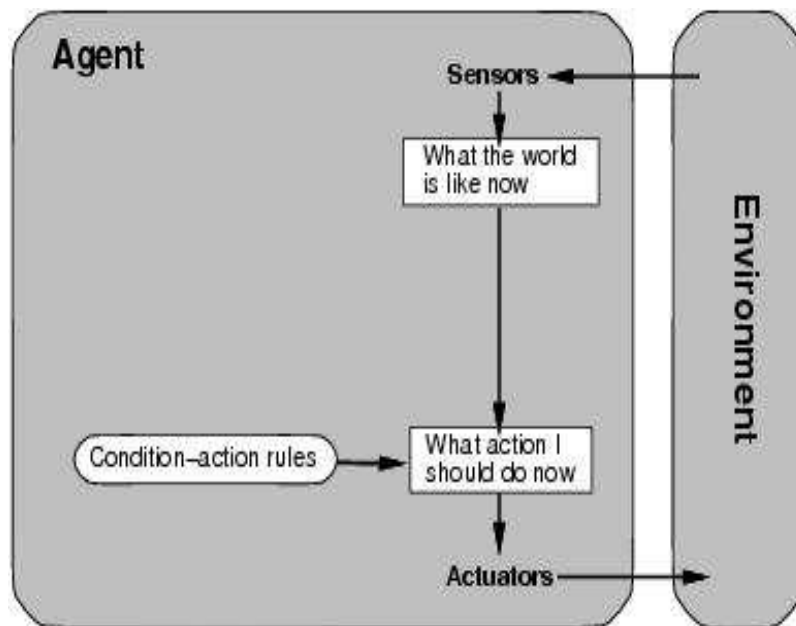 Agent
Sensors
What the world
is like now
Environment
Condition–action rules
What action I
should do now
Actuators